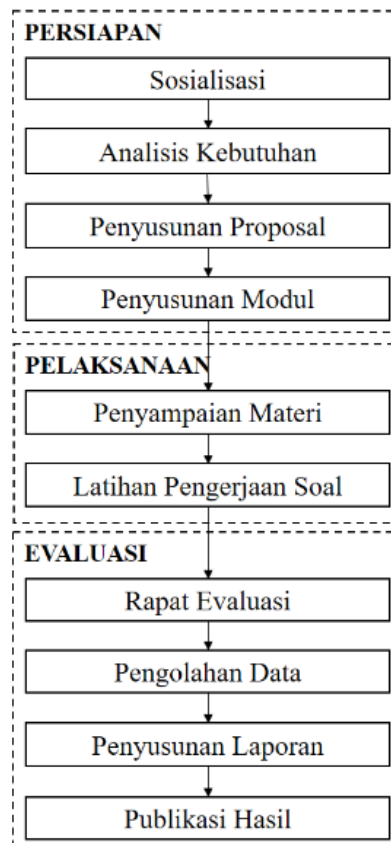 PERSIAPAN
Sosialisasi
Analisis Kebutuhan
Penyusunan Proposal
Penyusunan Modul
PELAKSANAAN
Penyampaian Materi
Latihan Pengerjaan Soal
EVALUASI
Rapat Evaluasi
Pengolahan Data
Penyusunan Laporan
Publikasi Hasil